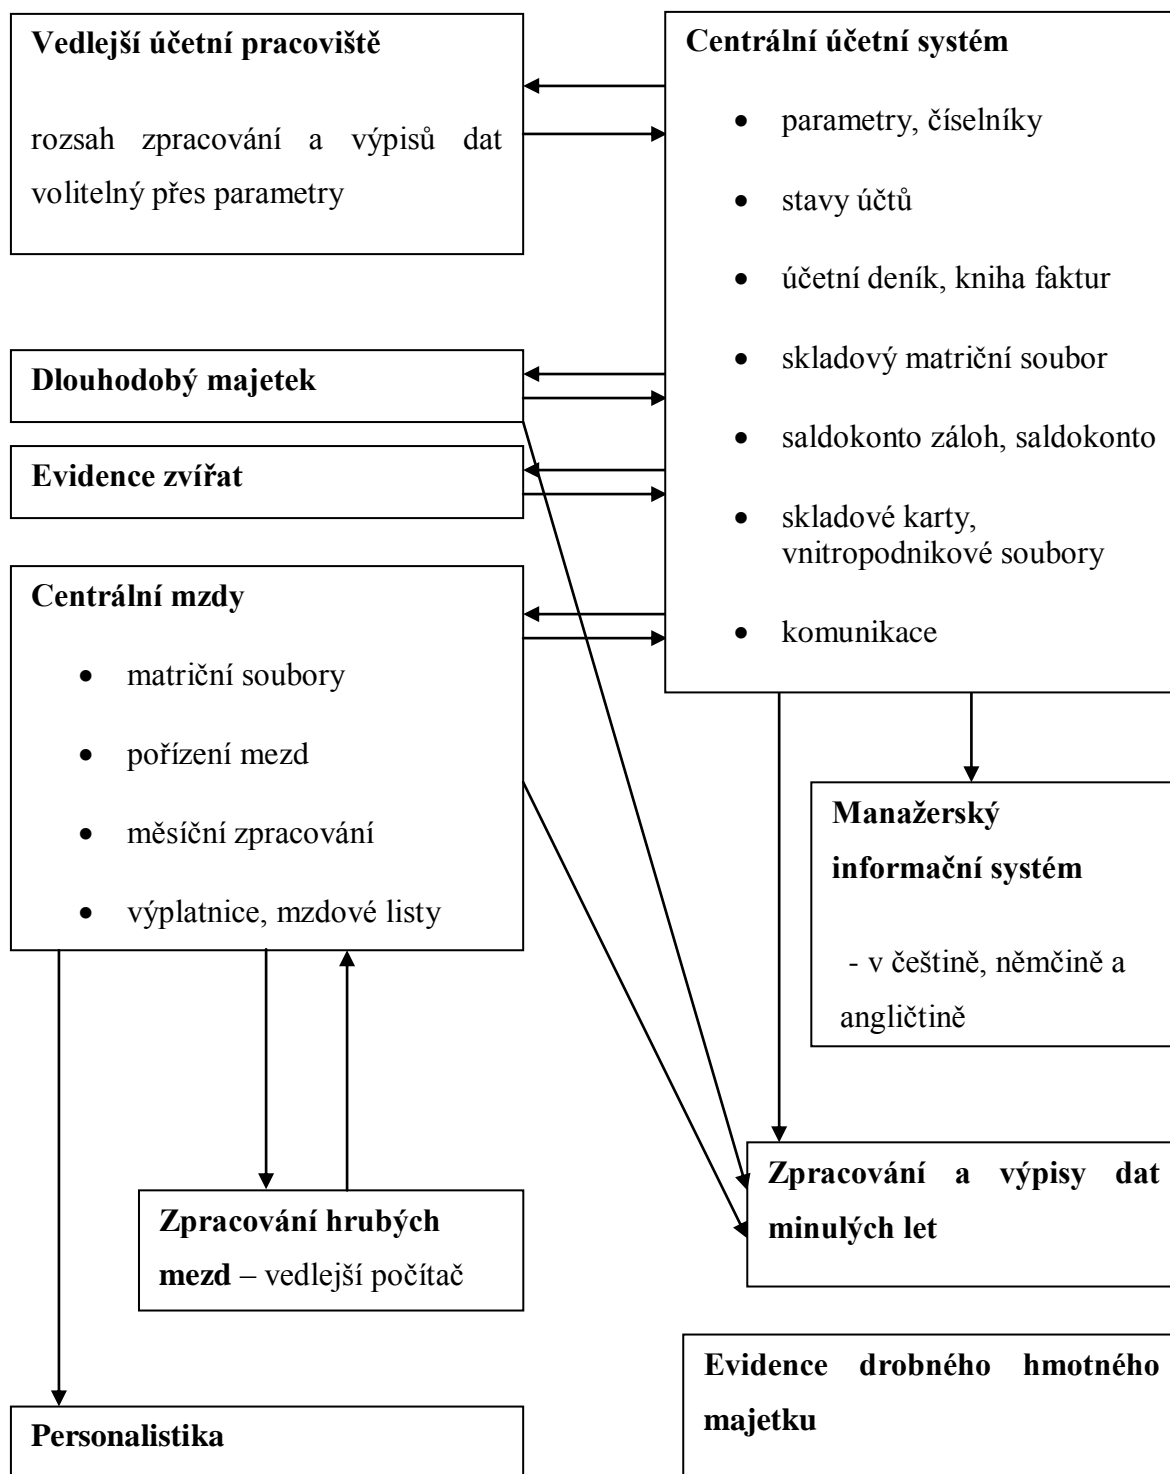 Vedlejší účetní pracoviště
rozsah zpracování a výpisů dat
volitelný přes parametry
Centrální účetní systém
• parametry, číselníky
• stavy účtů
• účetní deník, kniha faktur
• skladový matriční soubor
• saldokonto záloh, saldokonto
• skladové karty,
vnitropodnikové soubory
• komunikace
Dlouhodobý majetek
Evidence zvířat
Centrální mzdy
• matriční soubory
• pořízení mezd
• měsíční zpracování
• výplatnice, mzdové listy
Manažerský
informační systém
- v češtině, němčině a
angličtině
Zpracování a výpisy dat
minulých let
Zpracování hrubých
mezd – vedlejší počítač
Evidence drobného hmotného
majetku
Personalistika